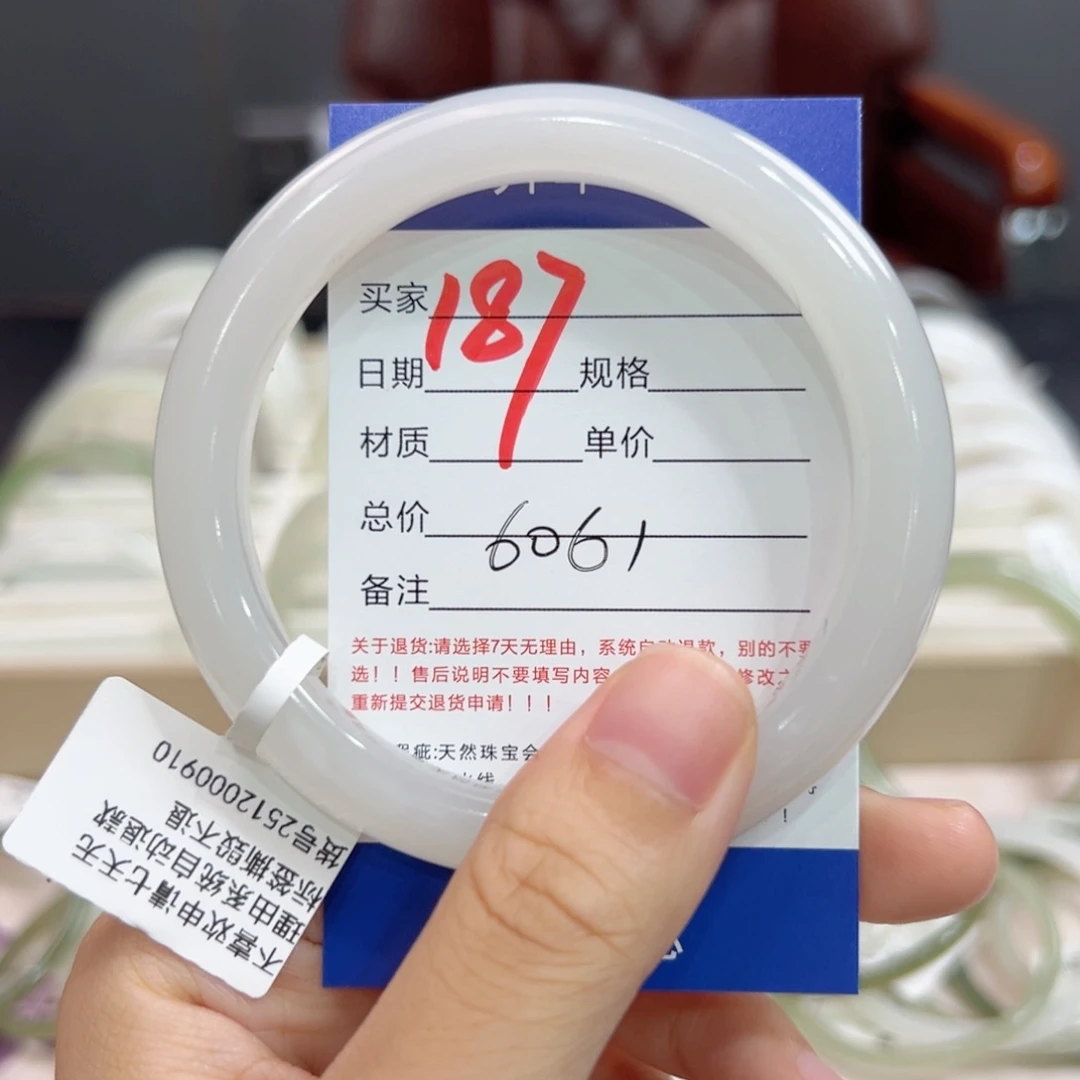 187
买家
日期 规格
材质 单价
总价
6061
备注
关于退货:请选择7天无理由，系统自动退款，别的不要
选！！售后说明不要填写内容 修改
重新提交退货申请！！！
瑕疵:天然珠宝会
不喜欢申请七天无
理由系统自动退款
标签撕毁不退
货号2512000910